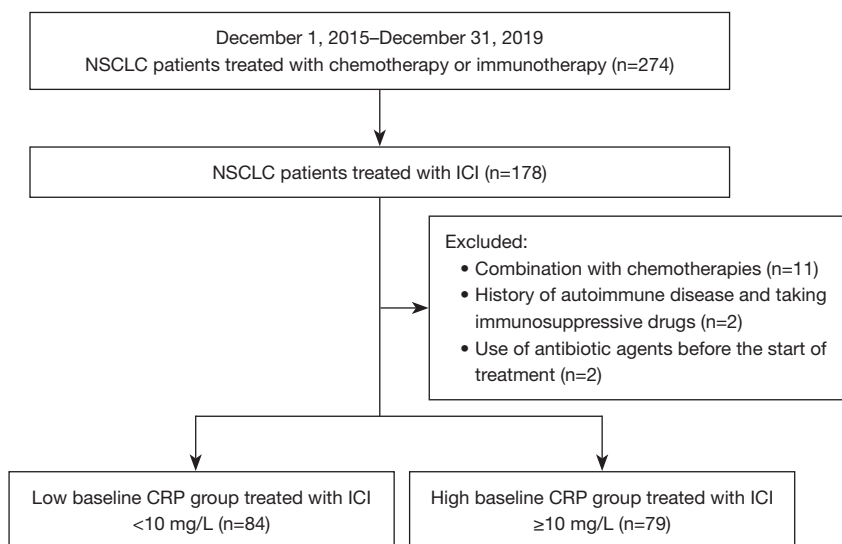 December 1, 2015–December 31, 2019
NSCLC patients treated with chemotherapy or immunotherapy (n=274)
NSCLC patients treated with ICI (n=178)
Excluded:
• Combination with chemotherapies (n=11)
• History of autoimmune disease and taking
immunosuppressive drugs (n=2)
• Use of antibiotic agents before the start of
treatment (n=2)
Low baseline CRP group treated with ICI
<10 mg/L (n=84)
High baseline CRP group treated with ICI
≥10 mg/L (n=79)